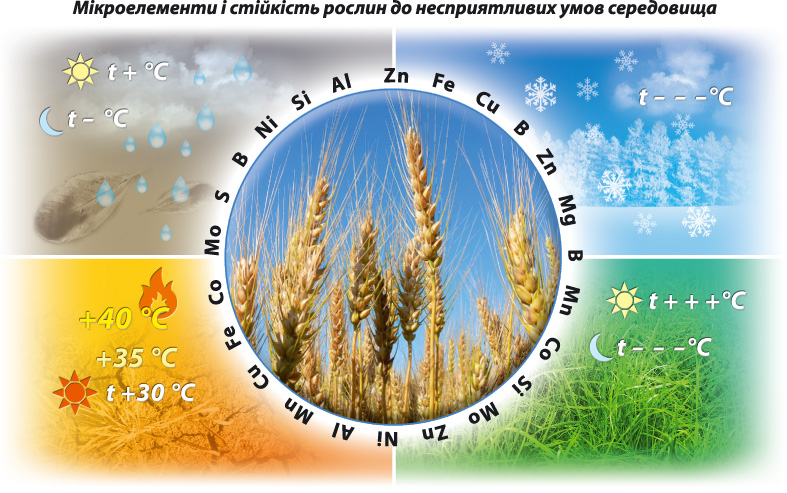 Мікроелементи і стійкість рослин до несприятливих умов середовища
t + °C
t – °C
t – – –°C
Zn Fe Cu B Zn Mg B Mn Co Si Mo Zn Ni Al Mn Cu Fe Co Mo S B Ni Si Al
+40 °C
+35 °C
t +30 °C
t + + +°C
t – – –°C